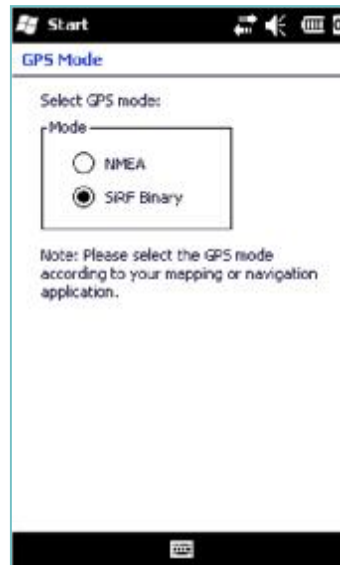 Start
GPS Mode
Select GPS mode:
Mode
NMEA
SiRF Binary
Note: Please select the GPS mode
according to your mapping or navigation
application.